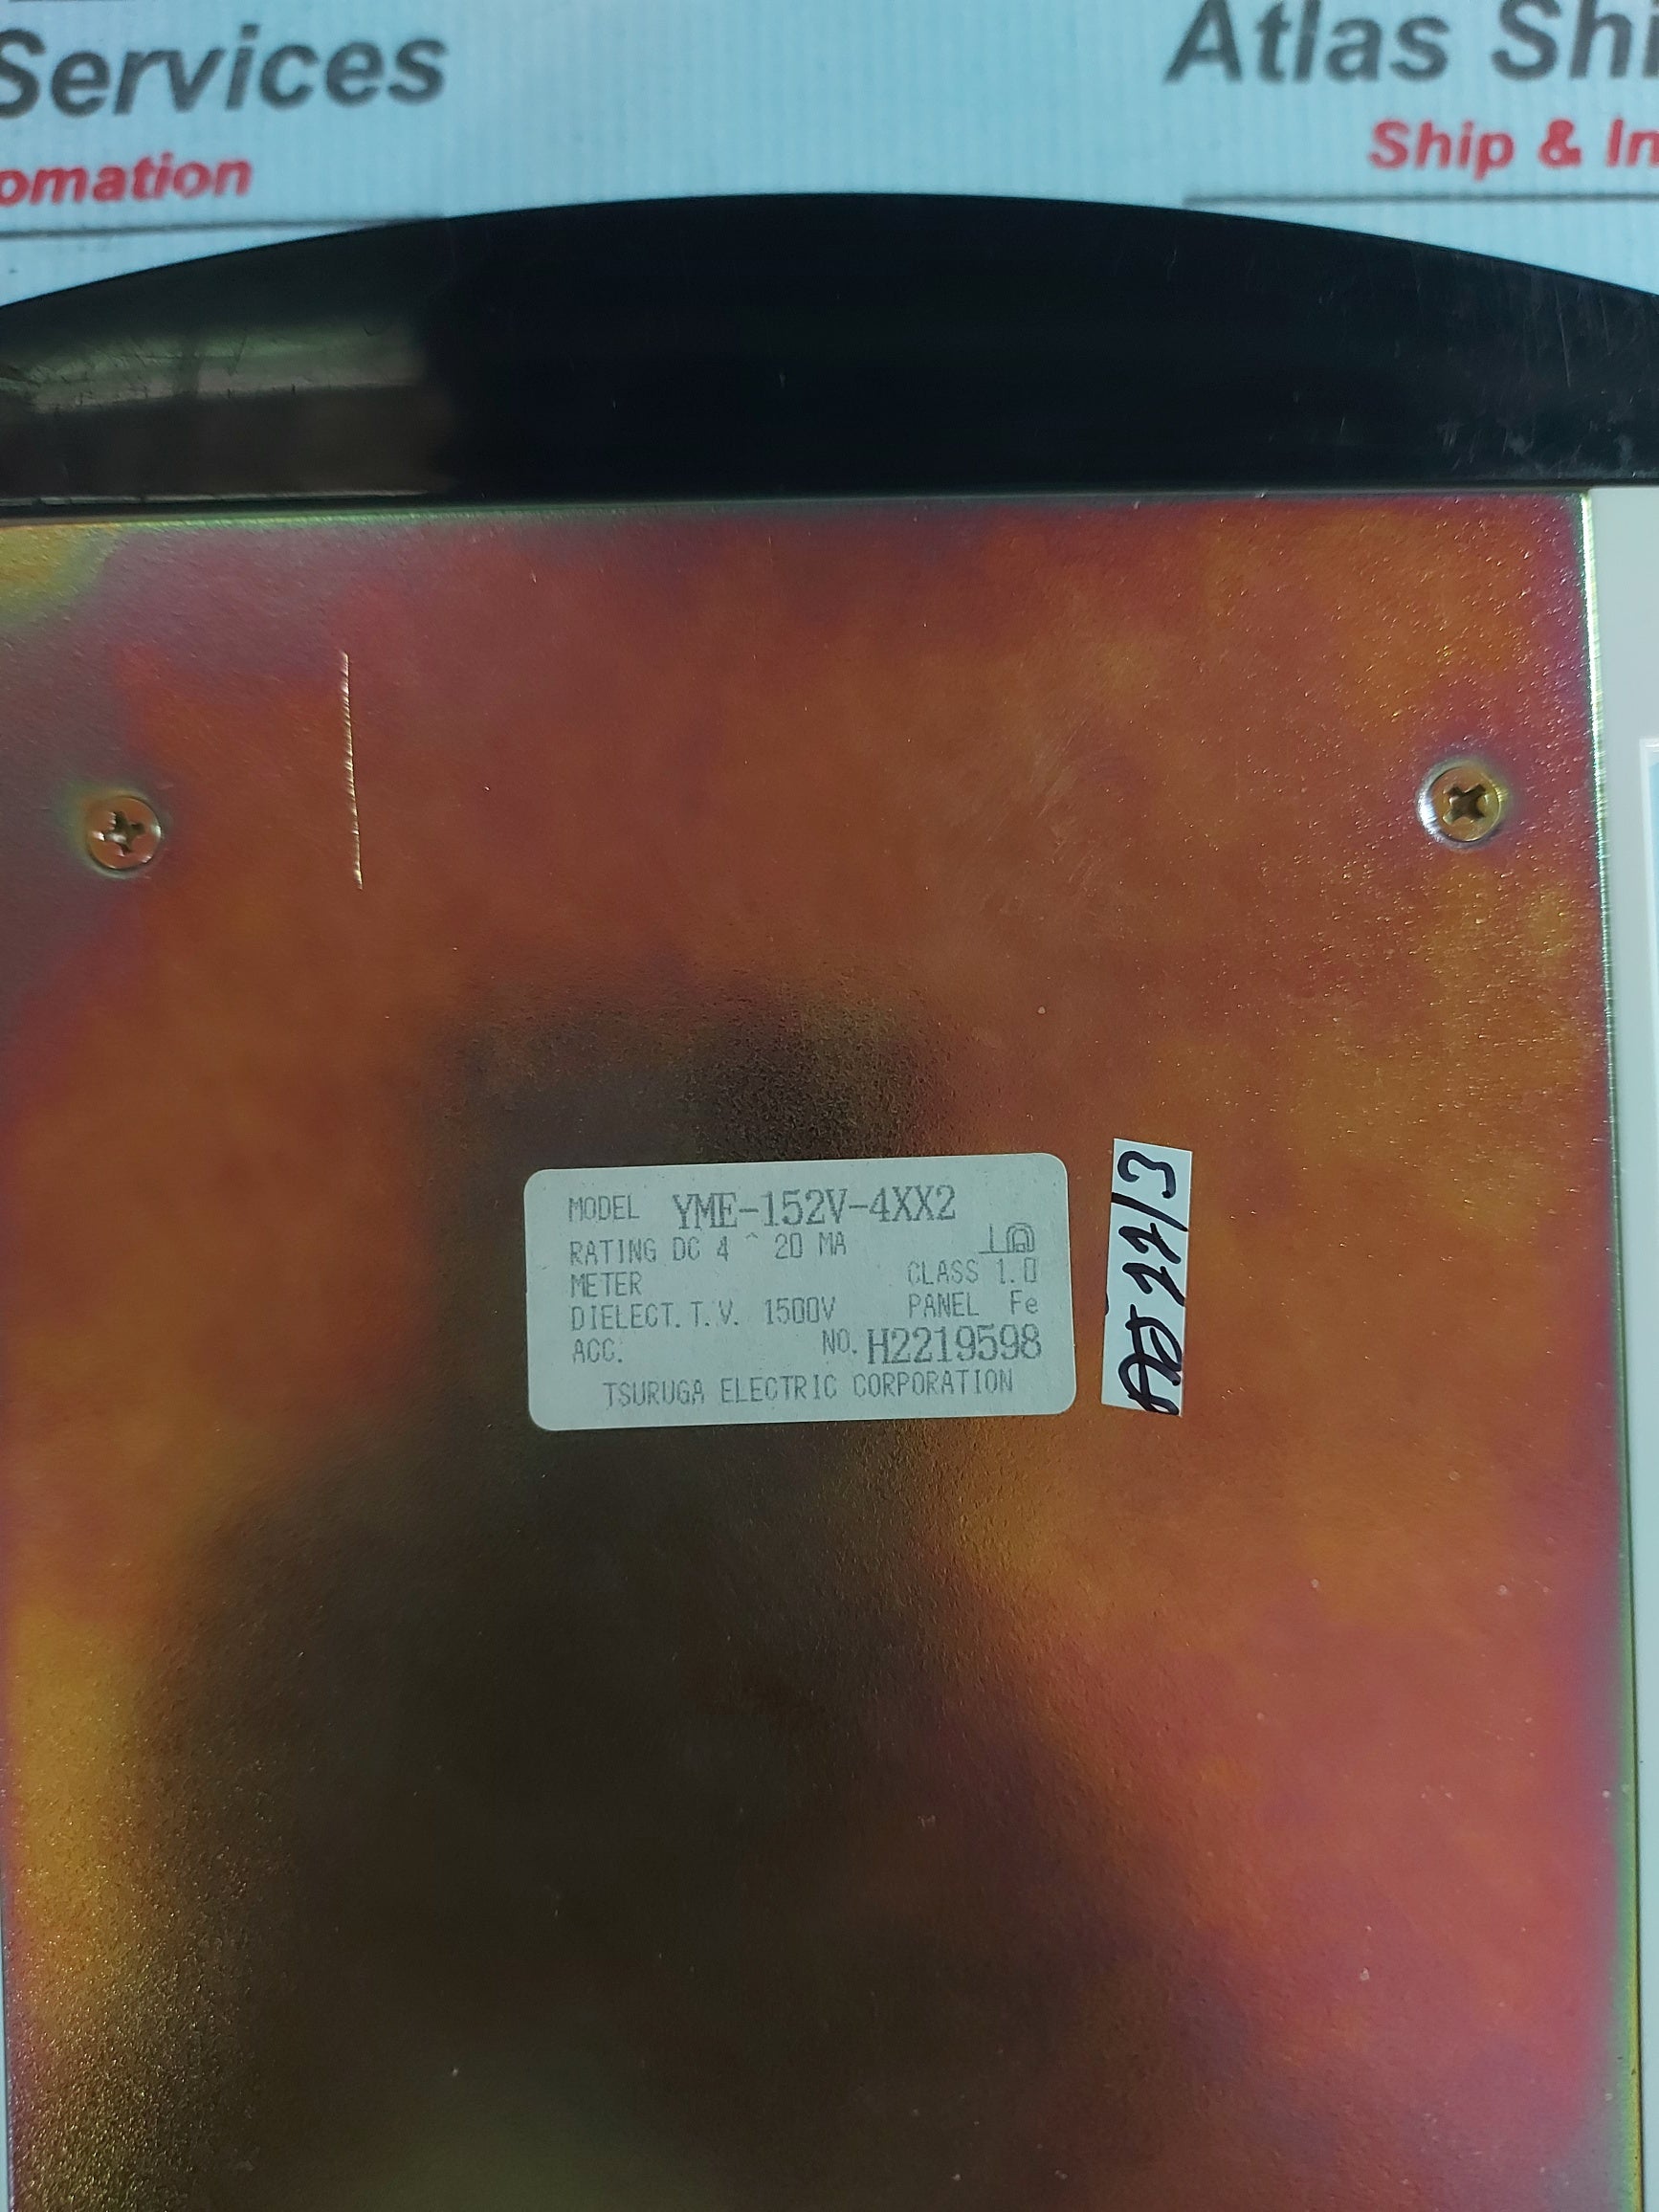 Services
omation
Atlas Shi
Ship & In
MODEL YME-152V-4XX2
RATING DC 4 ^ 20 MA
METER CLASS 1.0
DIELECT.T.V. 1500V PANEL Fe
ACC. NO. H2219598
TSURUGA ELECTRIC CORPORATION